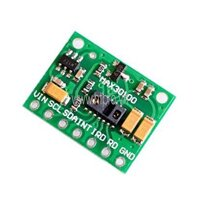 MAX30100
VIN SCL SDA INT IRD RD GND